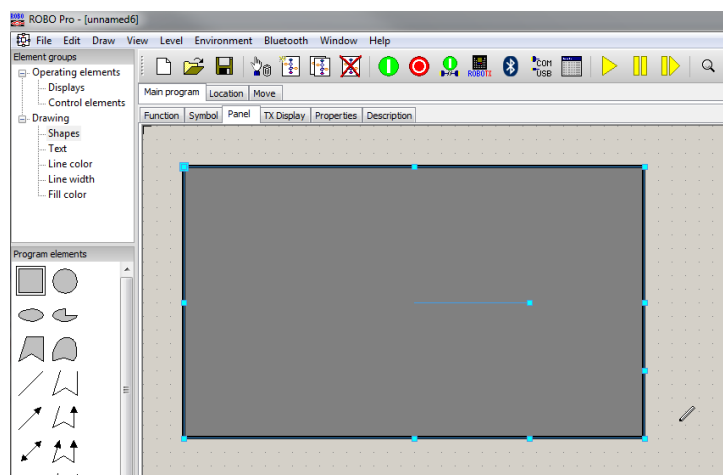 ROBO Pro - [unnamed6]
File Edit Draw View Level Environment Bluetooth Window Help
Element groups
Operating elements
Displays
Control elements
Drawing
Shapes
Text
Line color
Line width
Fill color
ROBOTX
COM
USB
Main program Location Move
Function Symbol Panel TX Display Properties Description
Program elements